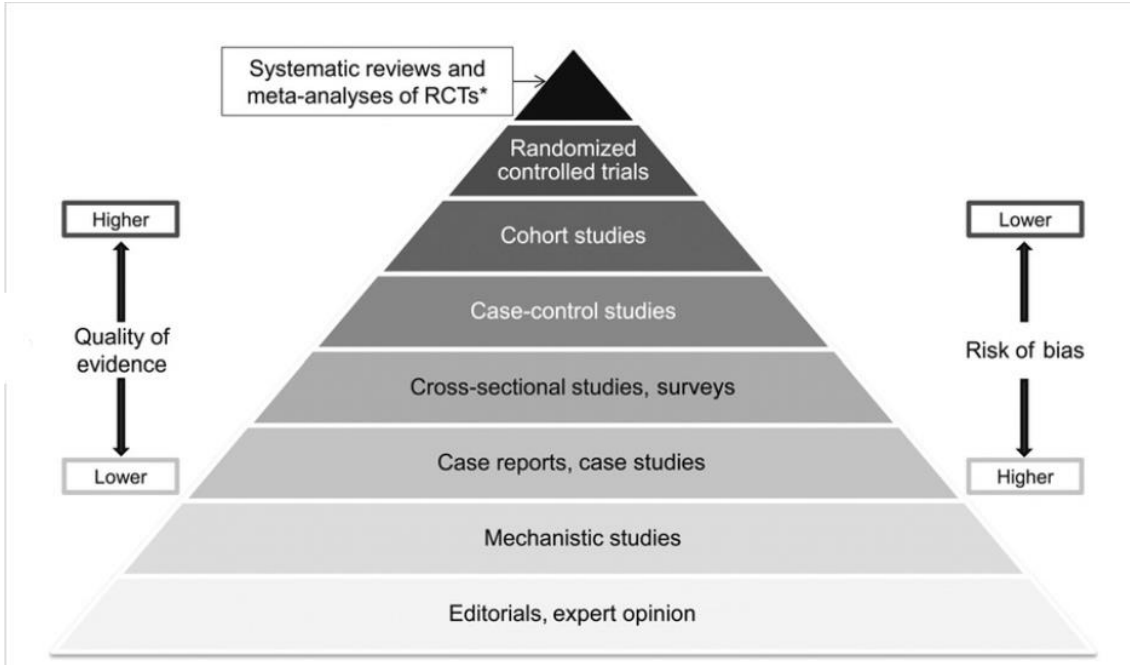 Systematic reviews and
meta-analyses of RCTs*
Randomized
controlled trials
Higher
Lower
Cohort studies
Case-control studies
Quality of
evidence
Risk of bias
Cross-sectional studies, surveys
Case reports, case studies
Lower
Higher
Mechanistic studies
Editorials, expert opinion